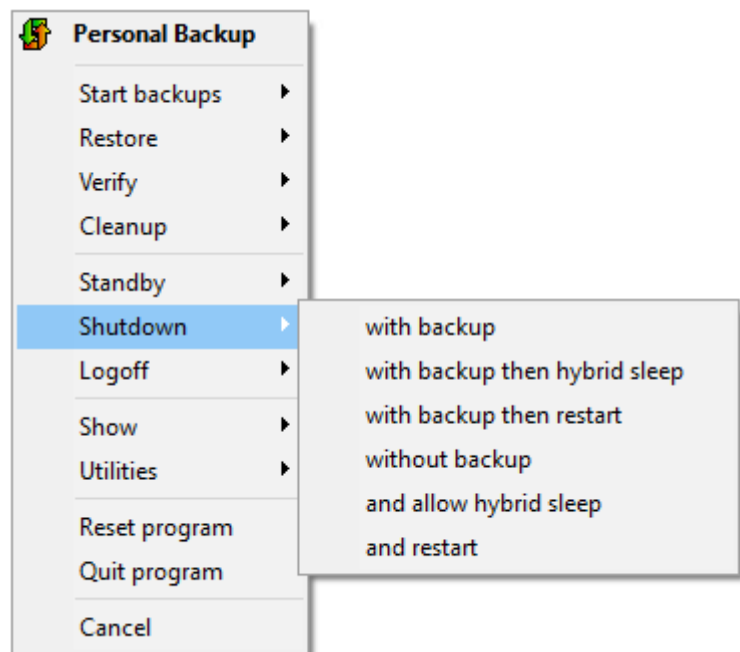 Personal Backup
Start backups
Restore
Verify
Cleanup
Standby
Shutdown
Logoff
Show
Utilities
Reset program
Quit program
Cancel
with backup
with backup then hybrid sleep
with backup then restart
without backup
and allow hybrid sleep
and restart